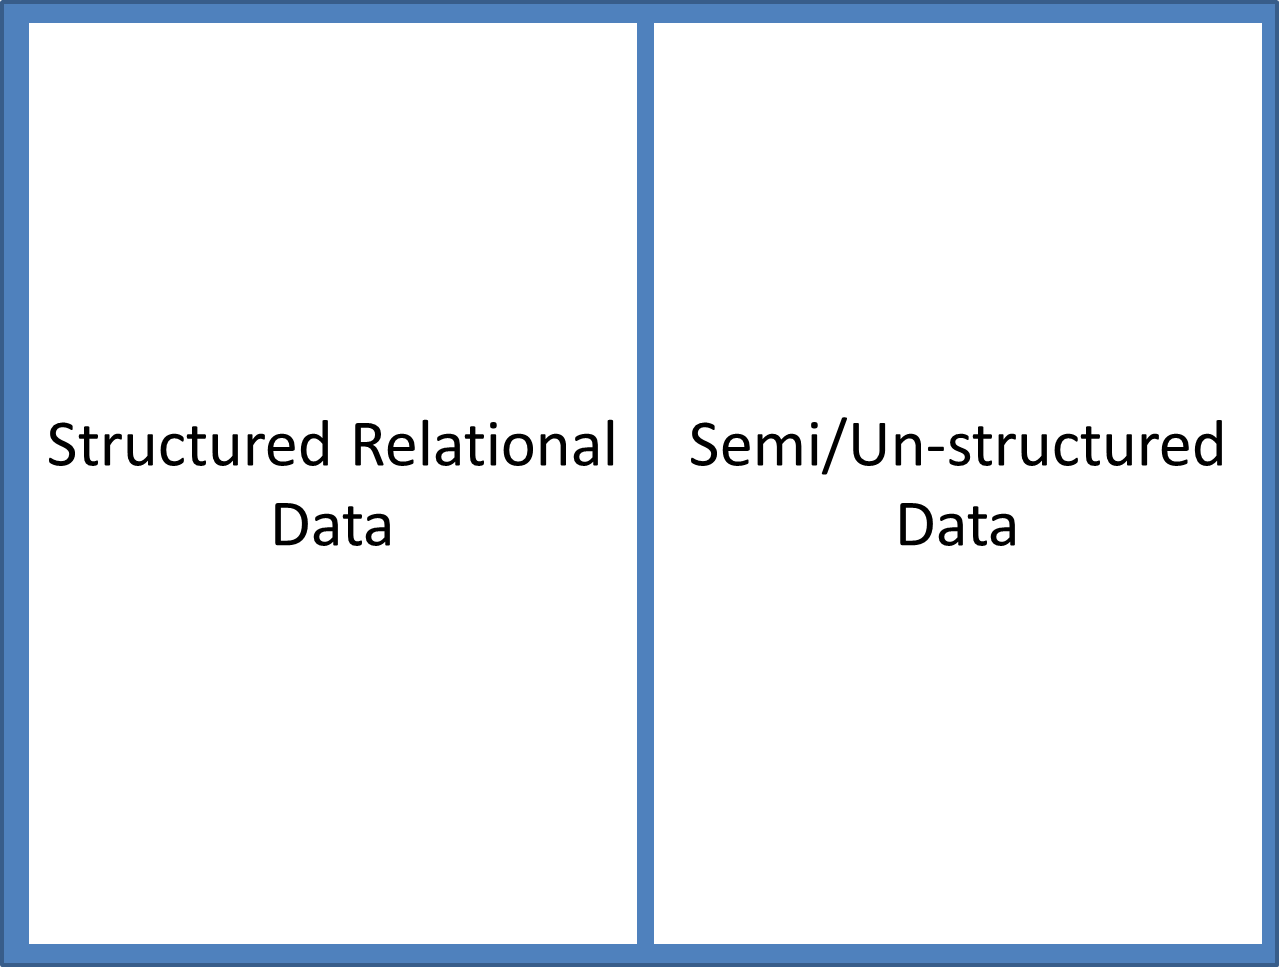 Structured Relational
Data
Semi/Un-structured
Data